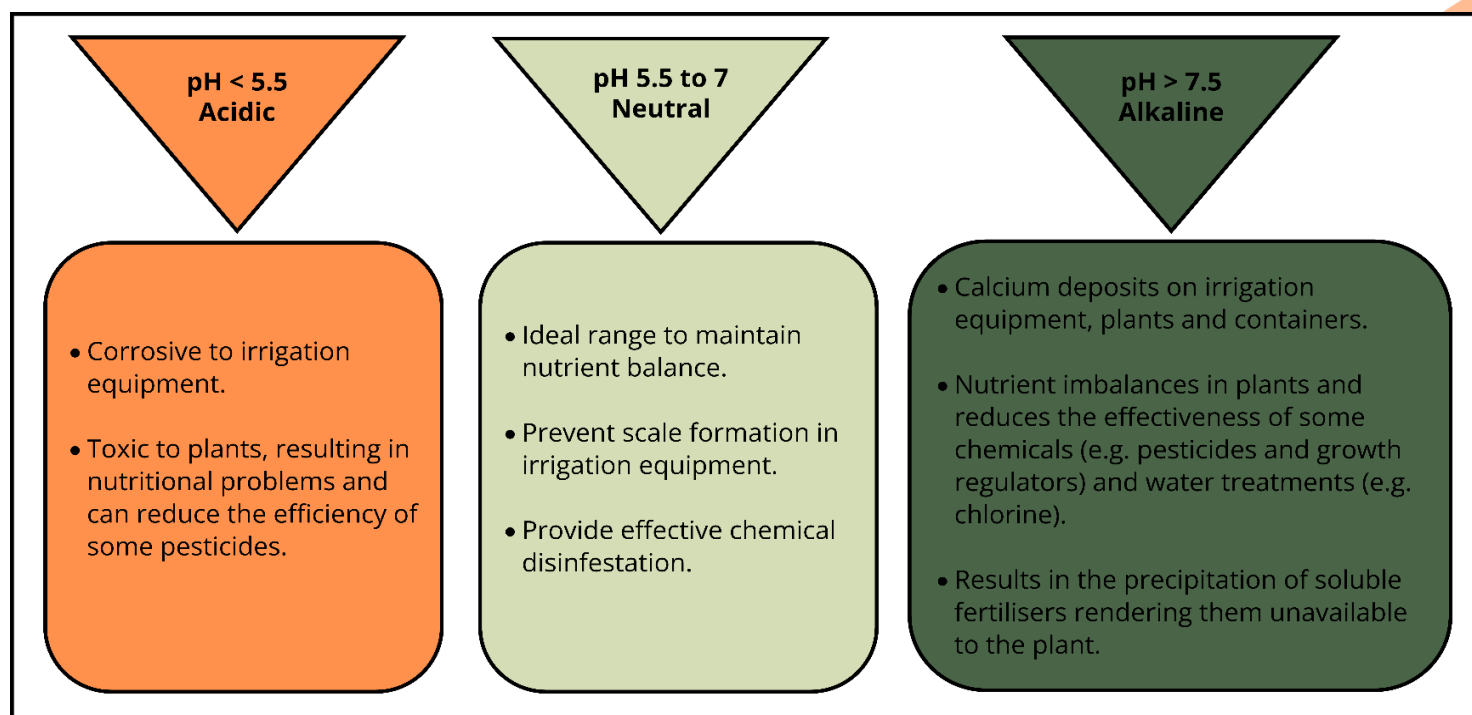 pH < 5.5
Acidic
• Corrosive to irrigation
equipment.
• Toxic to plants, resulting in
nutritional problems and
can reduce the efficiency of
some pesticides.
pH 5.5 to 7
Neutral
• Ideal range to maintain
nutrient balance.
• Prevent scale formation in
irrigation equipment.
• Provide effective chemical
disinfestation.
pH > 7.5
Alkaline
• Calcium deposits on irrigation
equipment, plants and containers.
• Nutrient imbalances in plants and
reduces the effectiveness of some
chemicals (e.g. pesticides and growth
regulators) and water treatments (e.g.
chlorine).
• Results in the precipitation of soluble
fertilisers rendering them unavailable
to the plant.